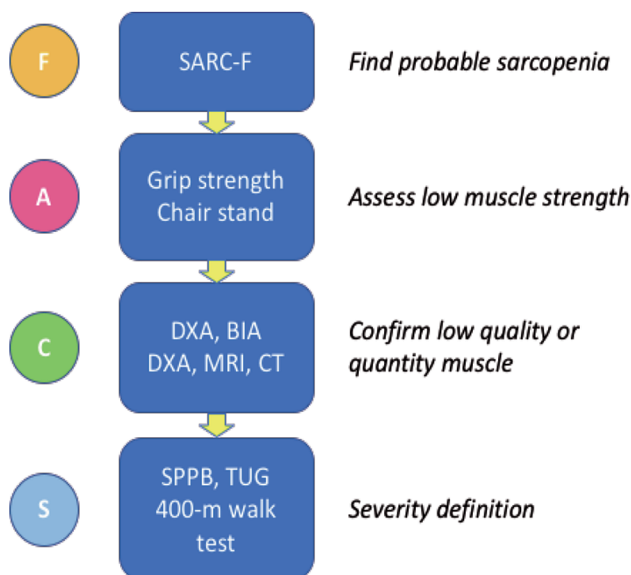 F
SARC-F
Find probable sarcopenia
A
Grip strength
Chair stand
Assess low muscle strength
C
DXA, BIA
DXA, MRI, CT
Confirm low quality or
quantity muscle
S
SPPB, TUG
400-m walk
test
Severity definition